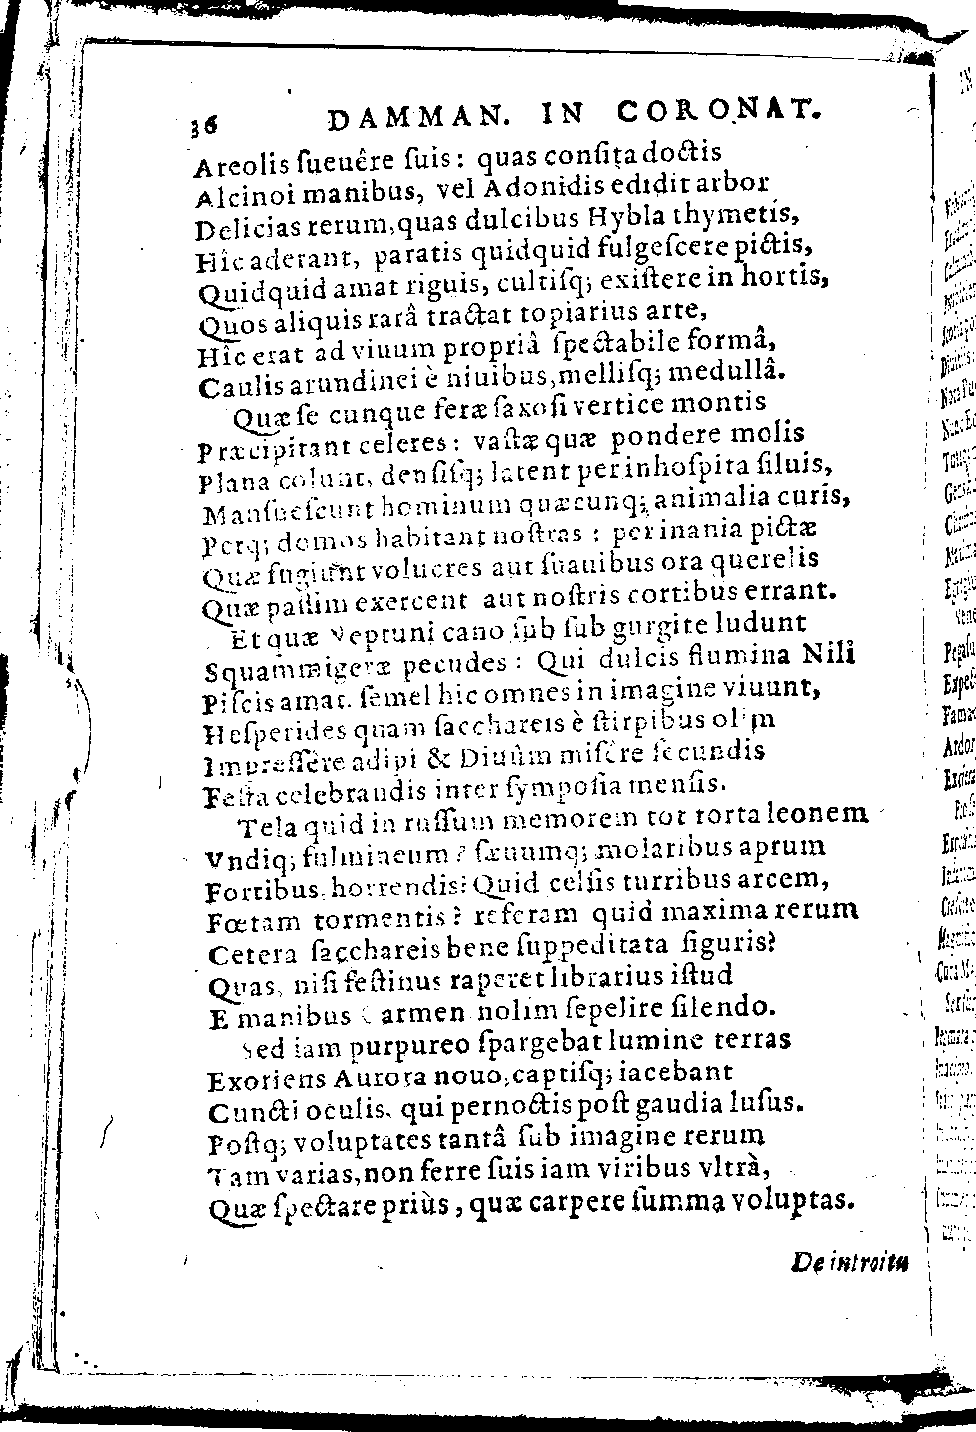 36 DAMMAN. IN CORONAT.
Areolis ſueuêre ſuis: quas conſita doctis
Alcinoi manibus, vel Adonidis edidit arbor
Delicias rerum, quas dulcibus Hybla thymetis,
Hic aderant, paratis quidquid fulgeſcere pictis,
Quidquid amat riguis, cultiſq; exiſtere in hortis,
Quos aliquis rarâ tractat topiarius arte,
Hîc erat ad viuum propriâ ſpectabile formâ,
Caulis arundinei è niuibus, melliſq; medullâ.
Quæ ſe cunque feræ ſaxoſi vertice montis
Præcipitant celeres: vaſtæ quæ pondere molis
Plana colunt, denſiſq; latent per inhoſpita ſiluis,
Manſueſcunt hominum quæcunq; animalia curis,
Perq; domos habitant noſtras: per inania pictæ
Quæ fugiunt volucres aut ſuauibus ora querelis
Quæ paſſim exercent aut noſtris cortibus errant.
Et quæ Neptuni cano ſub ſub gurgite ludunt
Squammigeræ pecudes: Qui dulcis flumina Nili
Piſcis amat. ſemel hic omnes in imagine viuunt,
Heſperides quam ſacchareis è ſtirpibus olim
Impreſſêre adipi & Diuûm miſêre ſecundis
Feſta celebrandis inter ſympoſia menſis.
Tela quid in ruſſum memorem tot torta leonem
Vndiq; fulmineum? ſæuumq; molaribus aprum
Fortibus, horrendis? Quid celſis turribus arcem,
Fœtam tormentis? referam quid maxima rerum
Cetera ſacchareis bene ſuppeditata figuris?
Quas, niſi feſtinus raperet librarius iſtud
E manibus Carmen nolim ſepelire ſilendo.
Sed iam purpureo ſpargebat lumine terras
Exoriens Aurora nouo, captiſq; iacebant
Cuncti oculis, qui pernoctis poſt gaudia luſus.
Poſtq; voluptates tantâ ſub imagine rerum
Tam varias, non ferre ſuis iam viribus vltrà,
Quæ ſpectare priùs, quæ carpere ſumma voluptas.
De introitu